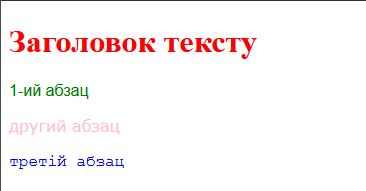 Заголовок тексту
1-ий абзац
другий абзац
третій абзац